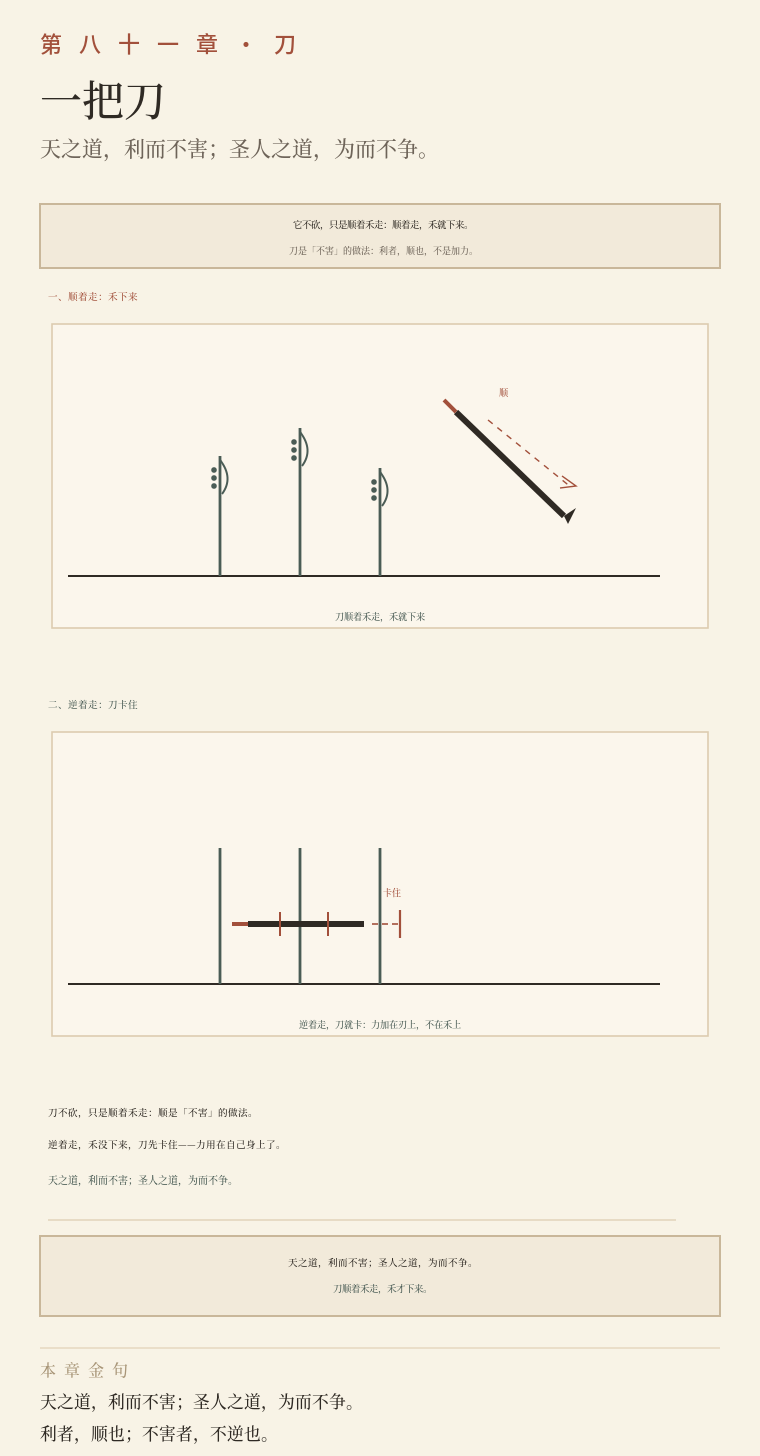 第八十一章·刀
一把刀
天之道，利而不害；圣人之道，为而不争。
它不砍，只是顺着禾走：顺着走，禾就下来。
刀是「不害」的做法：利者，顺也，不是加力。
一、顺着走：禾下来
顺
刀顺着禾走，禾就下来
二、逆着走：刀卡住
卡住
逆着走，刀就卡：力加在刃上，不在禾上
刀不砍，只是顺着禾走：顺是「不害」的做法。
逆着走，禾没下来，刀先卡住——力用在自己身上了。
天之道，利而不害；圣人之道，为而不争。
天之道，利而不害；圣人之道，为而不争。
刀顺着禾走，禾才下来。
本章金句
天之道，利而不害；圣人之道，为而不争。
利者，顺也；不害者，不逆也。